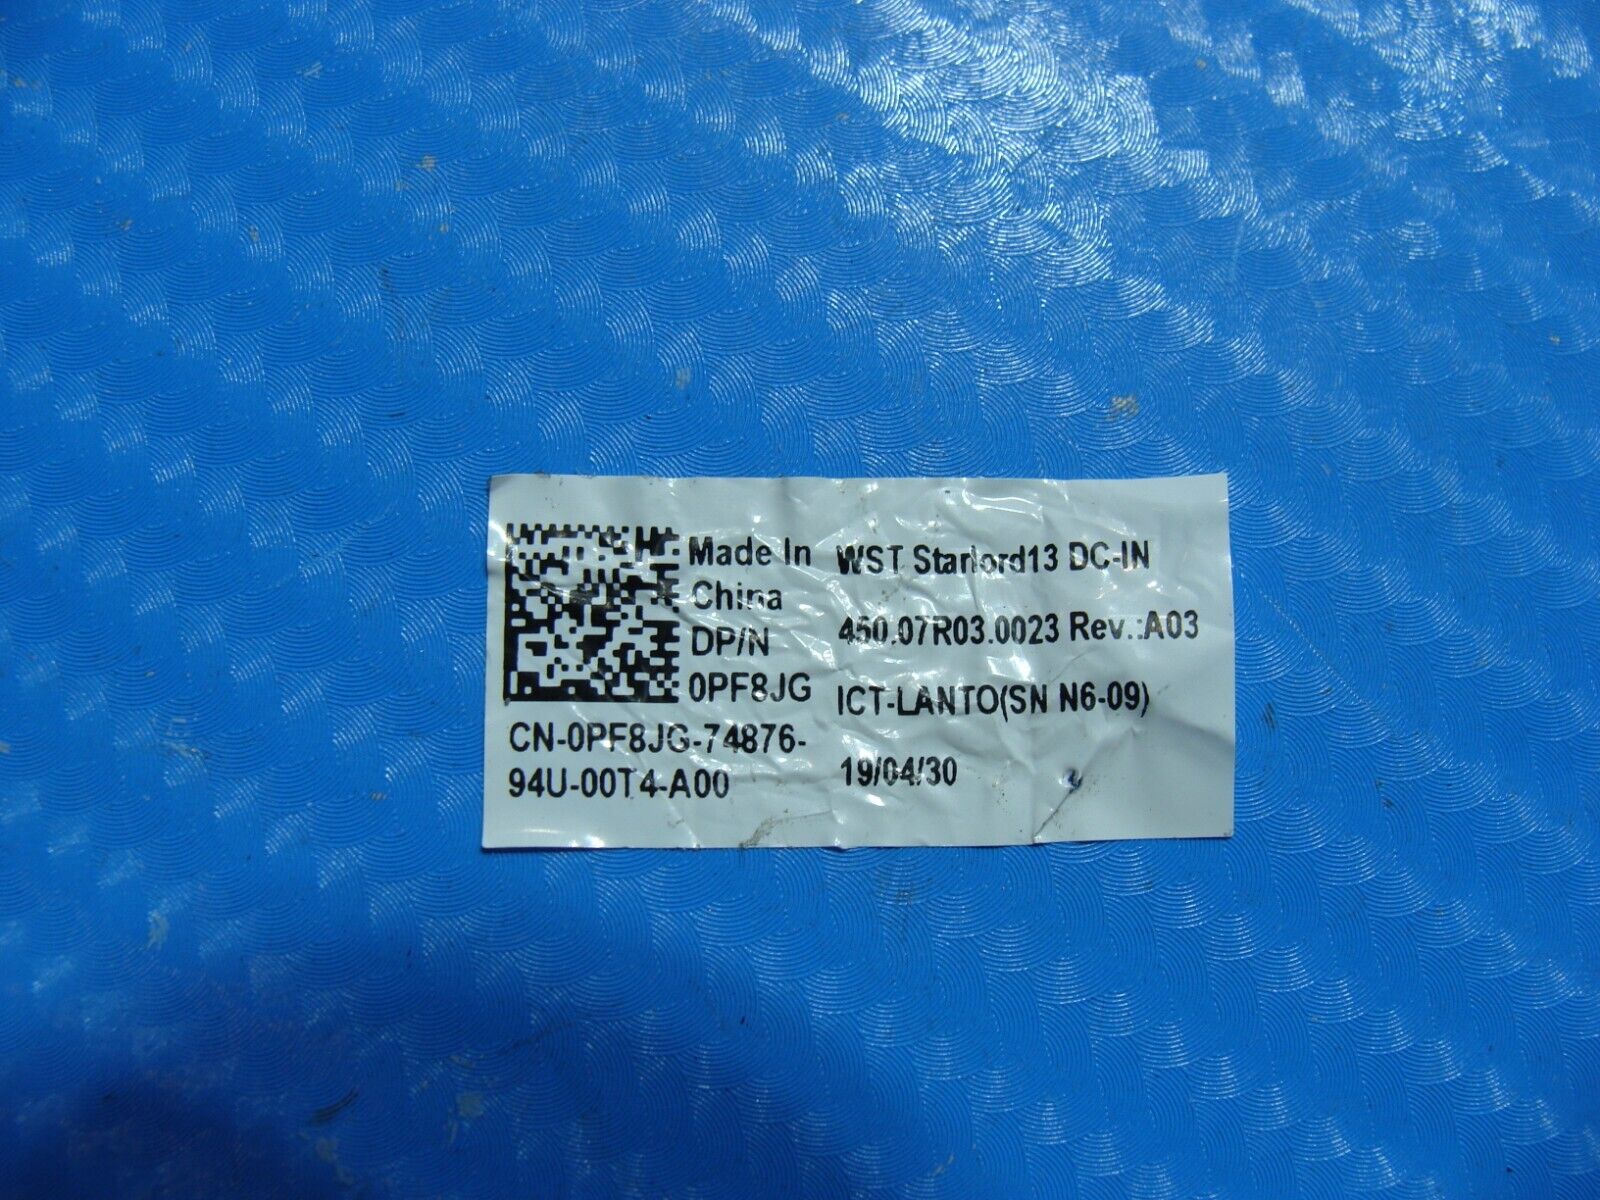 Made In
China
DP/N
0PF8JG
CN-0PF8JG-74876-
94U-00T4-A00
WST Starlord13 DC-IN
450.07R03.0023 Rev.:A03
ICT-LANTO(SN N6-09)
19/04/30